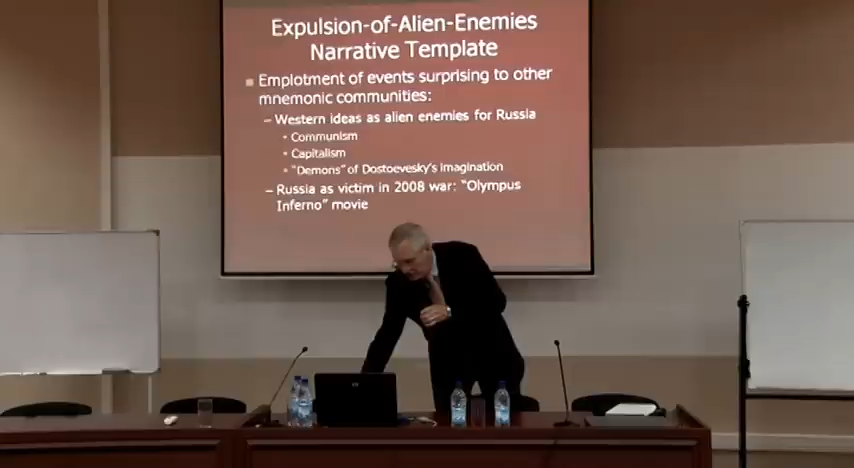 Expulsion-of-Alien-Enemies
Narrative Template
Emplotment of events surprising to other
mnemonic communities:
– Western ideas as alien enemies for Russia
• Communism
• Capitalism
• "Demons" of Dostoevesky's imagination
– Russia as victim in 2008 war: "Olympus
Inferno" movie